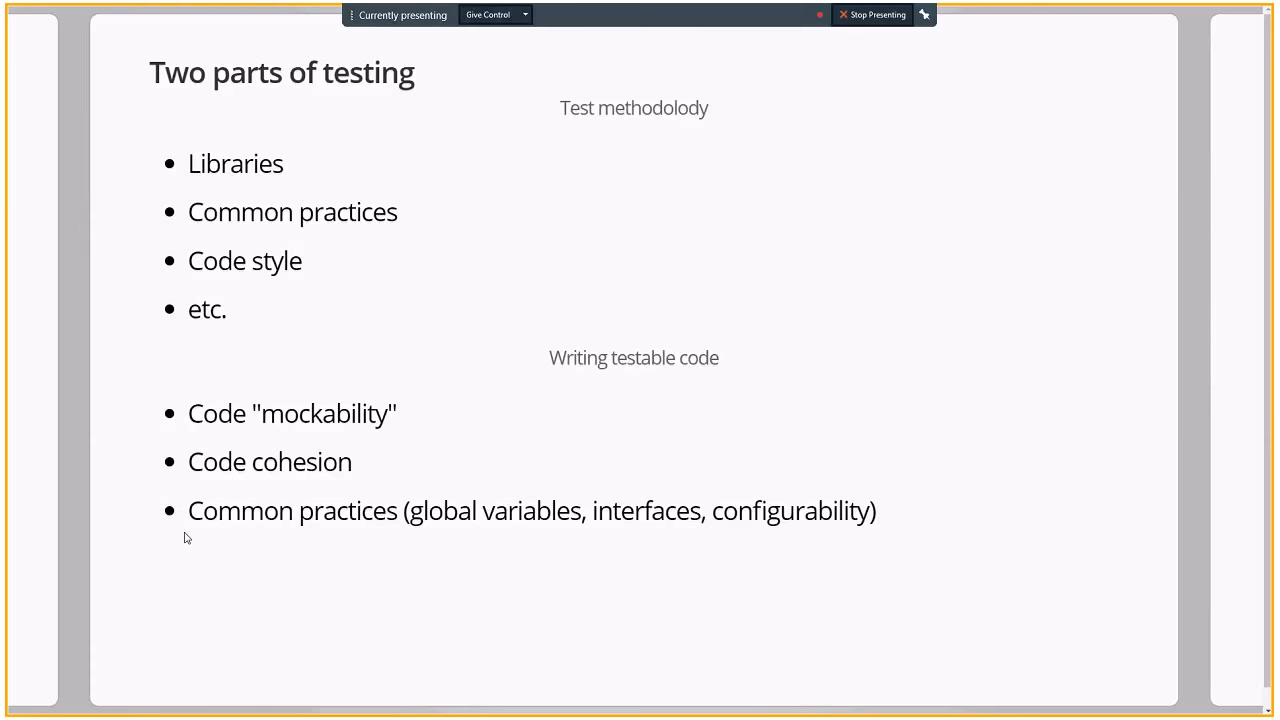 Currently presenting
Give Control
Stop Presenting
Two parts of testing
Test methodolody
Libraries
Common practices
Code style
etc.
Writing testable code
Code "mockability"
Code cohesion
Common practices (global variables, interfaces, configurability)